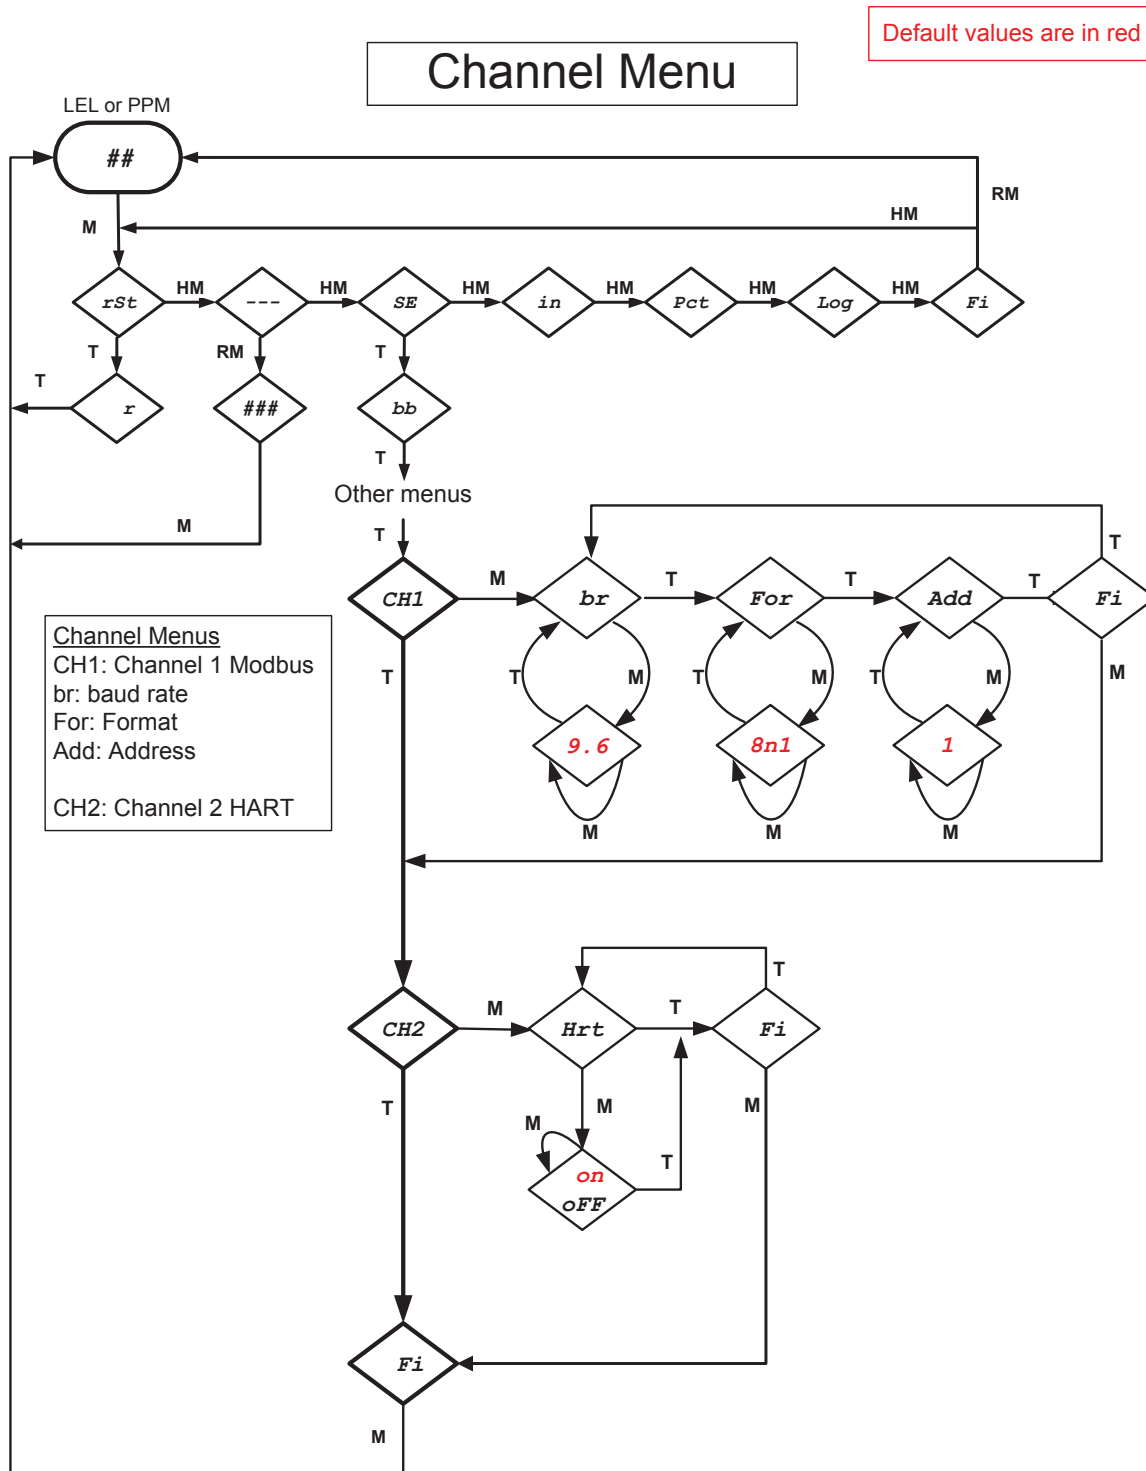 Default values are in red
Channel Menu
LEL or PPM
##
RM
HM
M
rSt
HM
---
HM
SE
HM
in
HM
Pct
HM
Log
HM
Fi
T
RM
T
T
r
###
bb
T
Other menus
M
T
T
CH1
M
br
T
For
T
Add
T
Fi
Channel Menus
CH1: Channel 1 Modbus
br: baud rate
For: Format
Add: Address
CH2: Channel 2 HART
T
T
M
T
M
T
M
M
9.6
8n1
1
M
M
M
T
CH2
M
Hrt
T
Fi
T
M
M
M
T
on
oFF
Fi
M